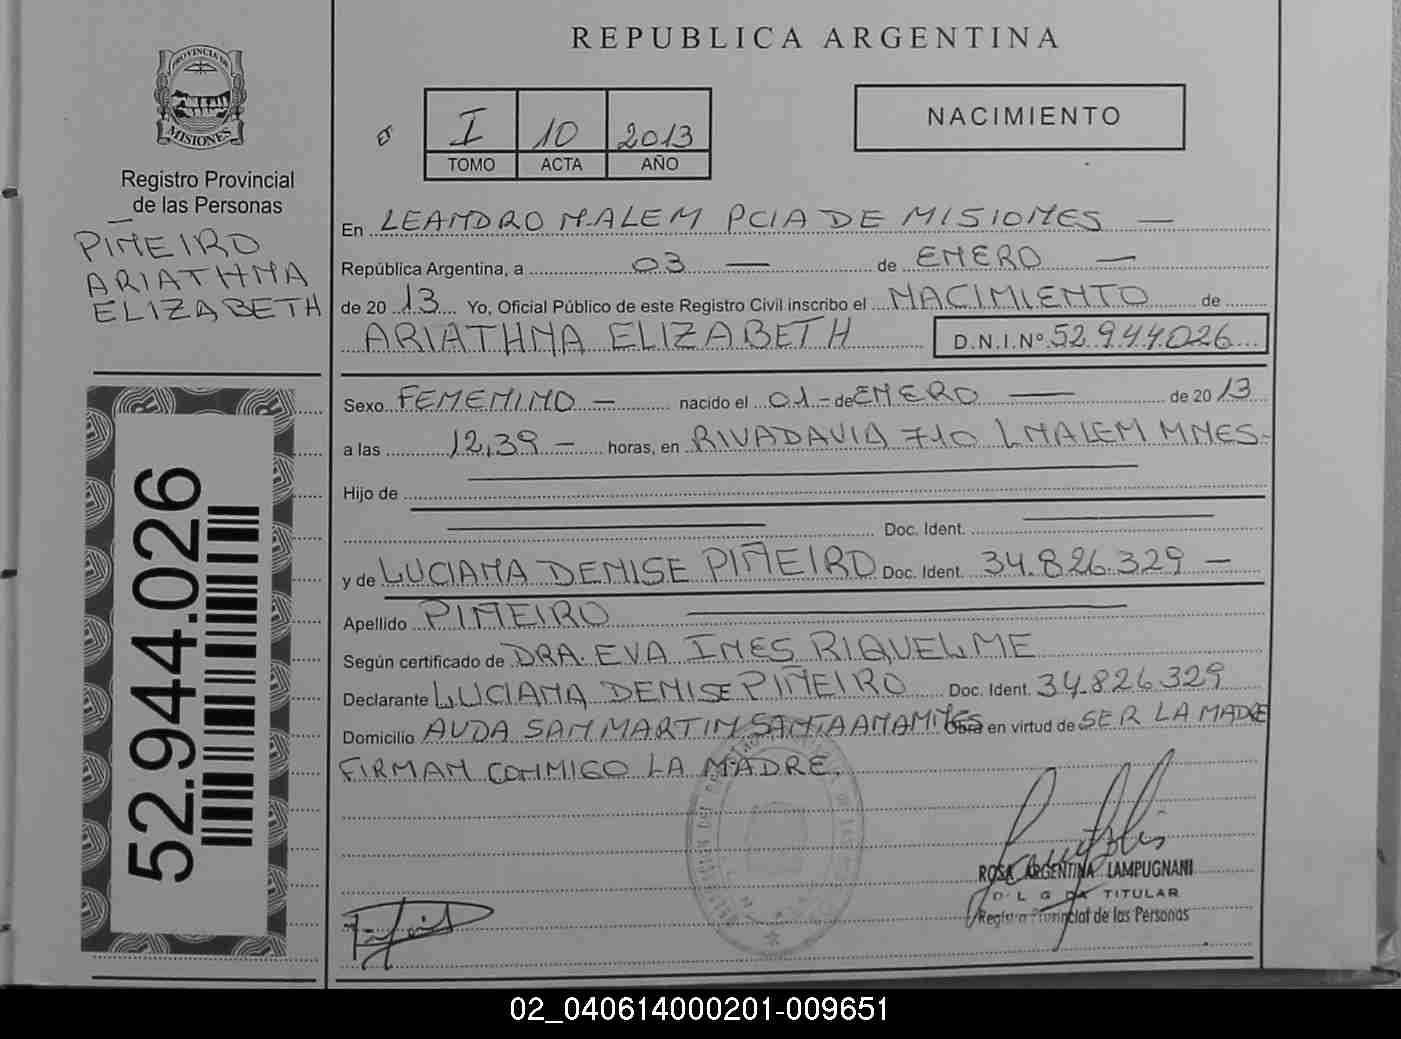 REPUBLICA ARGENTINA
PROVINCIA DE
MISIONES
Registro Provincial
de las Personas
PIÑEIRO
ARIATHNA
ELIZABETH
52.944.026
I 10 2013
TOMO ACTA AÑO
NACIMIENTO
En LEANDRO N. ALEM PCIA DE MISIONES —
República Argentina, a 03 — de ENERO —
de 20 13 Yo, Oficial Público de este Registro Civil inscribo el NACIMIENTO de
ARIATHNA ELIZABETH D.N.I.Nº 52.944.026
Sexo FEMENINO — nacido el 01 - de ENERO — de 20 13
a las 12,39 - horas, en RIVADAVIA 710 L.N.ALEM MNES-
Hijo de
Doc. Ident.
y de LUCIANA DENISE PIÑEIRO Doc. Ident. 34.826.329 —
Apellido PIÑEIRO
Según certificado de DRA. EVA INES RIQUELME
Declarante LUCIANA DENISE PIÑEIRO Doc. Ident. 34.826.329
Domicilio AVDA SAN MARTIN SANTA ANA MNES Obra en virtud de SER LA MADRE
FIRMAN CONMIGO LA MADRE.
ROSA ARGENTINA LAMPUGNANI
TITULAR
Registro Provincial de las Personas
02_040614000201-009651